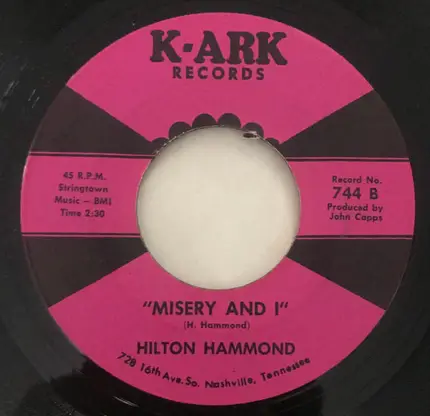 K-ARK
RECORDS
45 R.P.M.
Stringtown
Music — BMI
Time 2:30
Record No.
744 B
Produced by
John Capps
"MISERY AND I"
(H. Hammond)
HILTON HAMMOND
728 16th Ave. So. Nashville, Tennessee